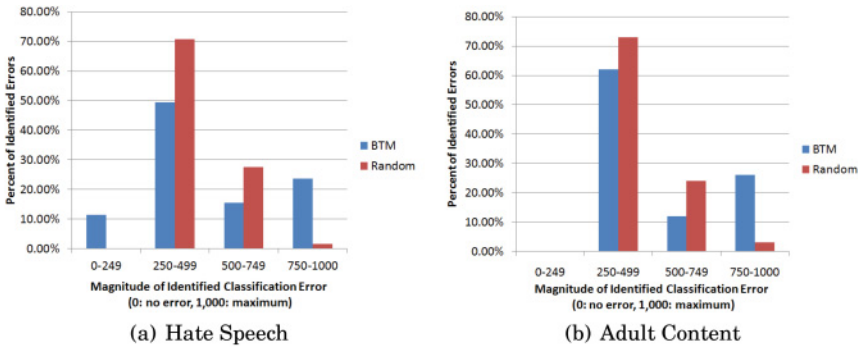 80.00%
70.00%
60.00%
50.00%
40.00%
30.00%
20.00%
10.00%
0.00%
Percent of Identified Errors
0-249 250-499 500-749 750-1000
Magnitude of Identified Classification Error
(0: no error, 1,000: maximum)
BTM
Random
(a) Hate Speech
80.00%
70.00%
60.00%
50.00%
40.00%
30.00%
20.00%
10.00%
0.00%
Percent of Identified Errors
0-249 250-499 500-749 750-1000
Magnitude of Identified Classification Error
(0: no error, 1,000: maximum)
BTM
Random
(b) Adult Content